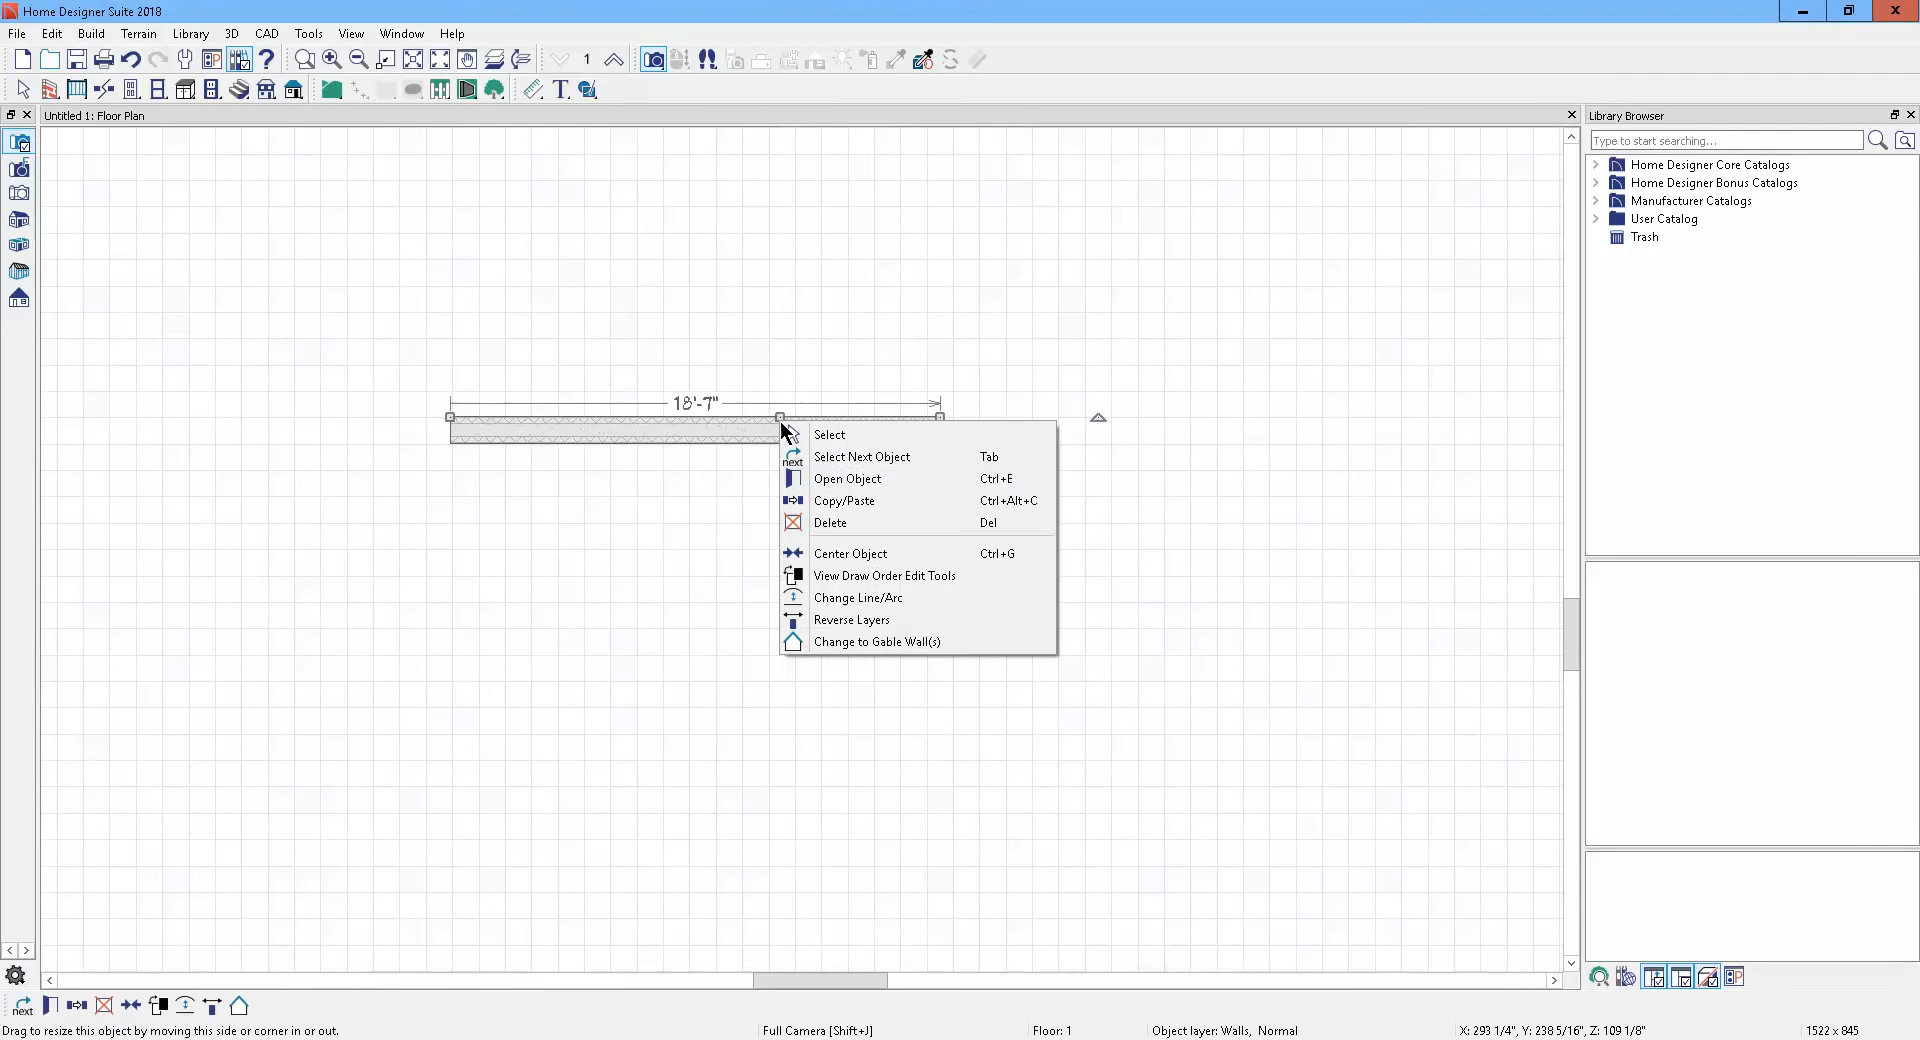 Home Designer Suite 2018
File Edit Build Terrain Library 3D CAD Tools View Window Help
1
Untitled 1: Floor Plan
Library Browser
Type to start searching...
Home Designer Core Catalogs
Home Designer Bonus Catalogs
Manufacturer Catalogs
User Catalog
Trash
18'-7"
Select
next Select Next Object Tab
Open Object Ctrl+E
Copy/Paste Ctrl+Alt+C
Delete Del
Center Object Ctrl+G
View Draw Order Edit Tools
Change Line/Arc
Reverse Layers
Change to Gable Wall(s)
next
Drag to resize this object by moving this side or corner in or out. Full Camera [Shift+J] Floor: 1 Object layer: Walls, Normal X: 293 1/4", Y: 238 5/16", Z: 109 1/8" 1522 x 845